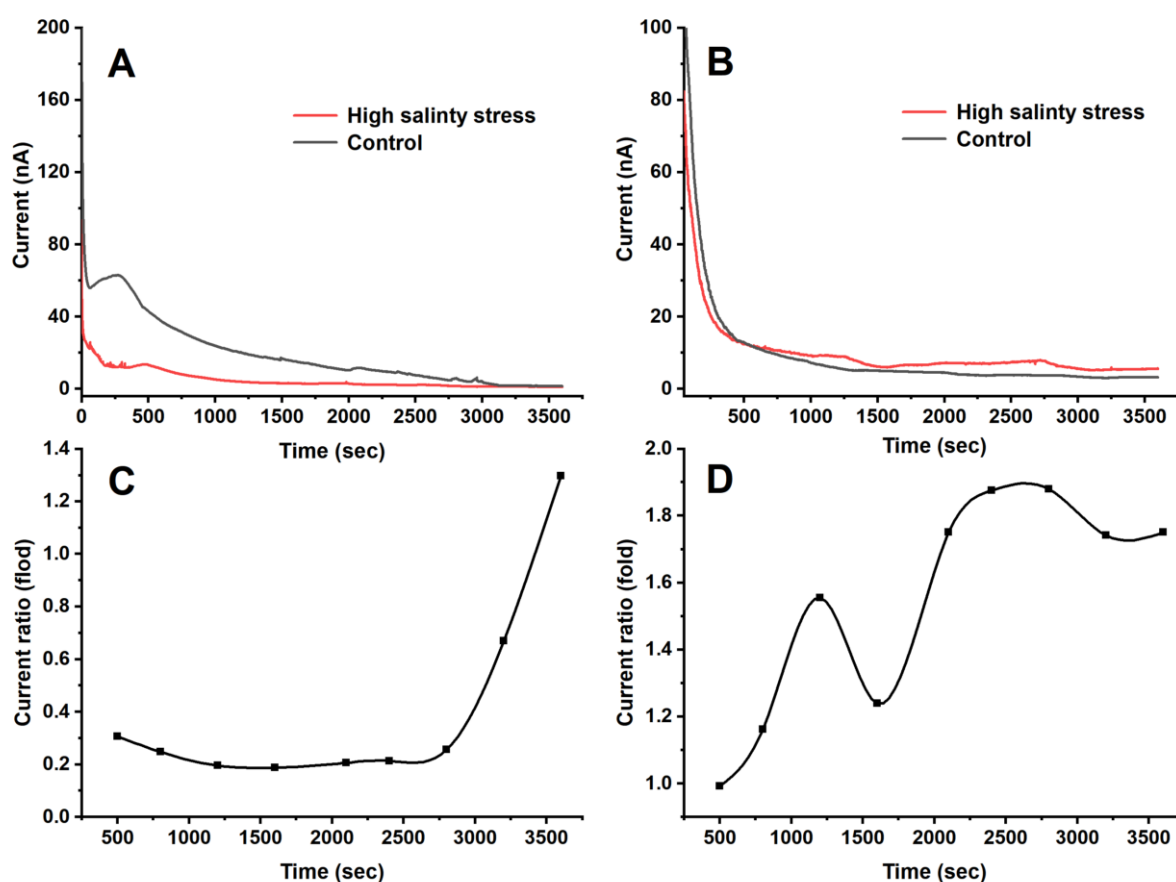 A
200
160
120
80
40
0
Current (nA)
High salinty stress
Control
0 500 1000 1500 2000 2500 3000 3500
Time (sec)
B
100
80
60
40
20
0
Current (nA)
High salinty stress
Control
500 1000 1500 2000 2500 3000 3500
Time (sec)
C
1.4
1.2
1.0
0.8
0.6
0.4
0.2
0.0
Current ratio (flod)
500 1000 1500 2000 2500 3000 3500
Time (sec)
D
2.0
1.8
1.6
1.4
1.2
1.0
Current ratio (fold)
500 1000 1500 2000 2500 3000 3500
Time (sec)